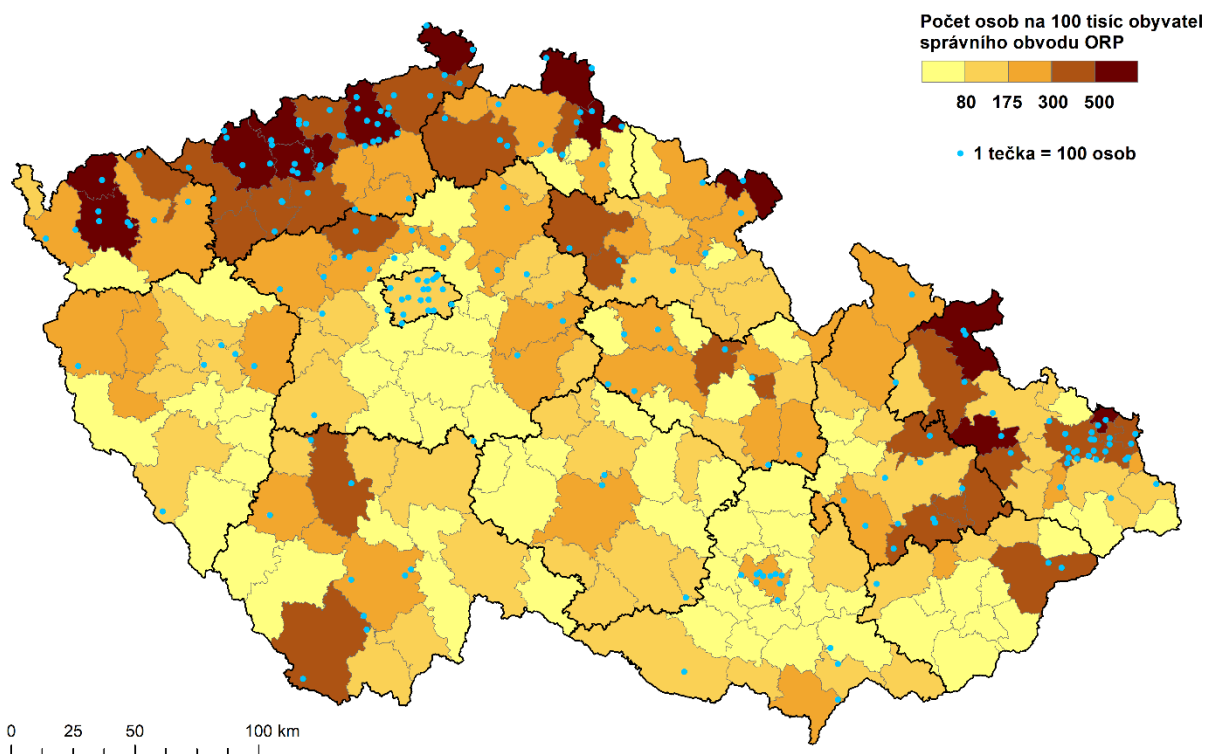 Počet osob na 100 tisíc obyvatel
správního obvodu ORP
80 175 300 500
1 tečka = 100 osob
0 25 50 100 km